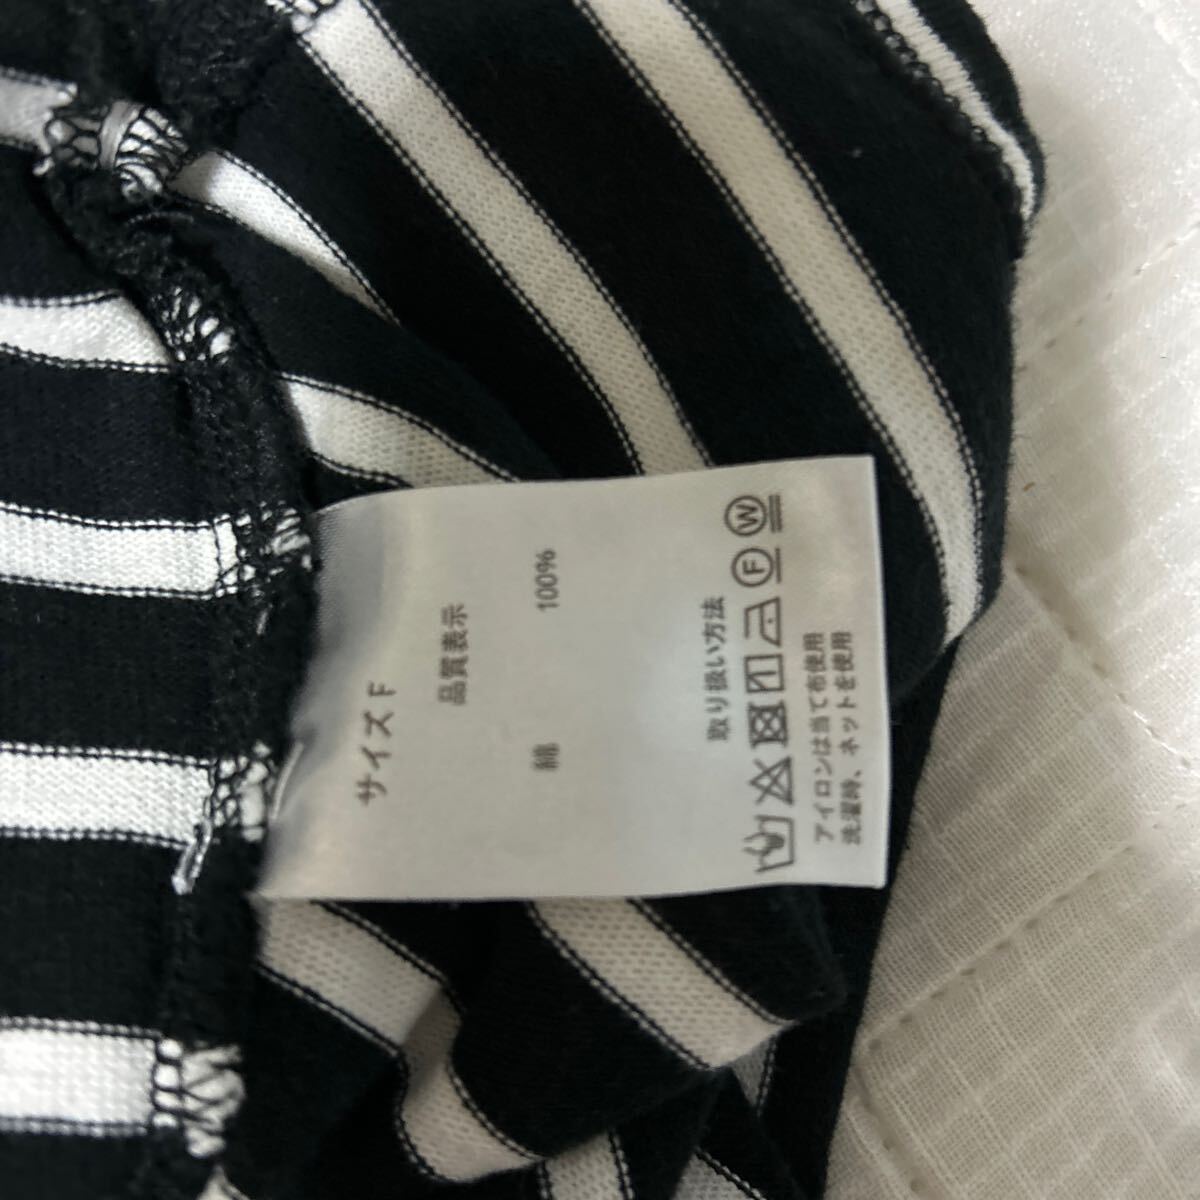 サイズ F
品質表示
綿 100%
取り扱い方法
F W
アイロンは当て布使用
洗濯時、ネットを使用